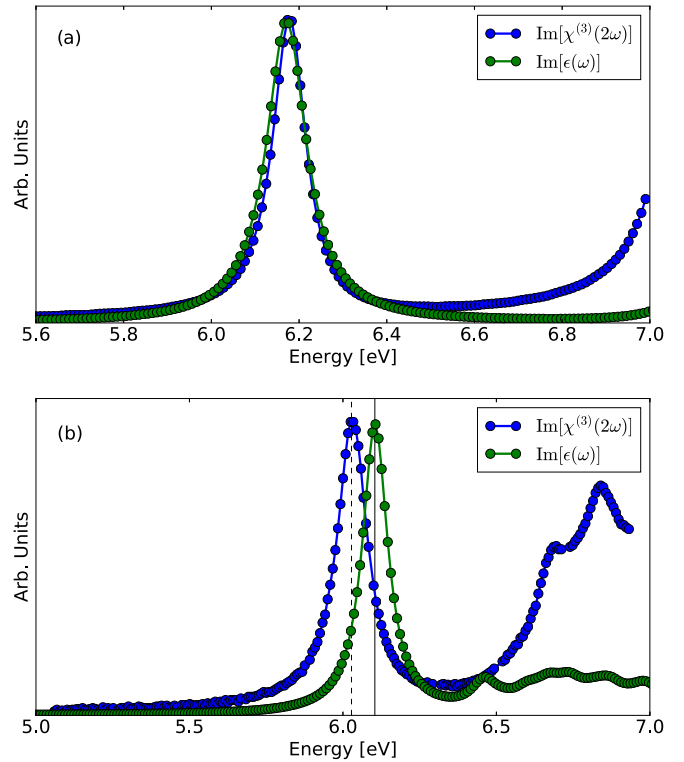 (a)
Im[χ⁽³⁾(2ω)]
Im[ϵ(ω)]
Arb. Units
5.6 5.8 6.0 6.2 6.4 6.6 6.8 7.0
Energy [eV]
(b)
Im[χ⁽³⁾(2ω)]
Im[ϵ(ω)]
Arb. Units
5.0 5.5 6.0 6.5 7.0
Energy [eV]